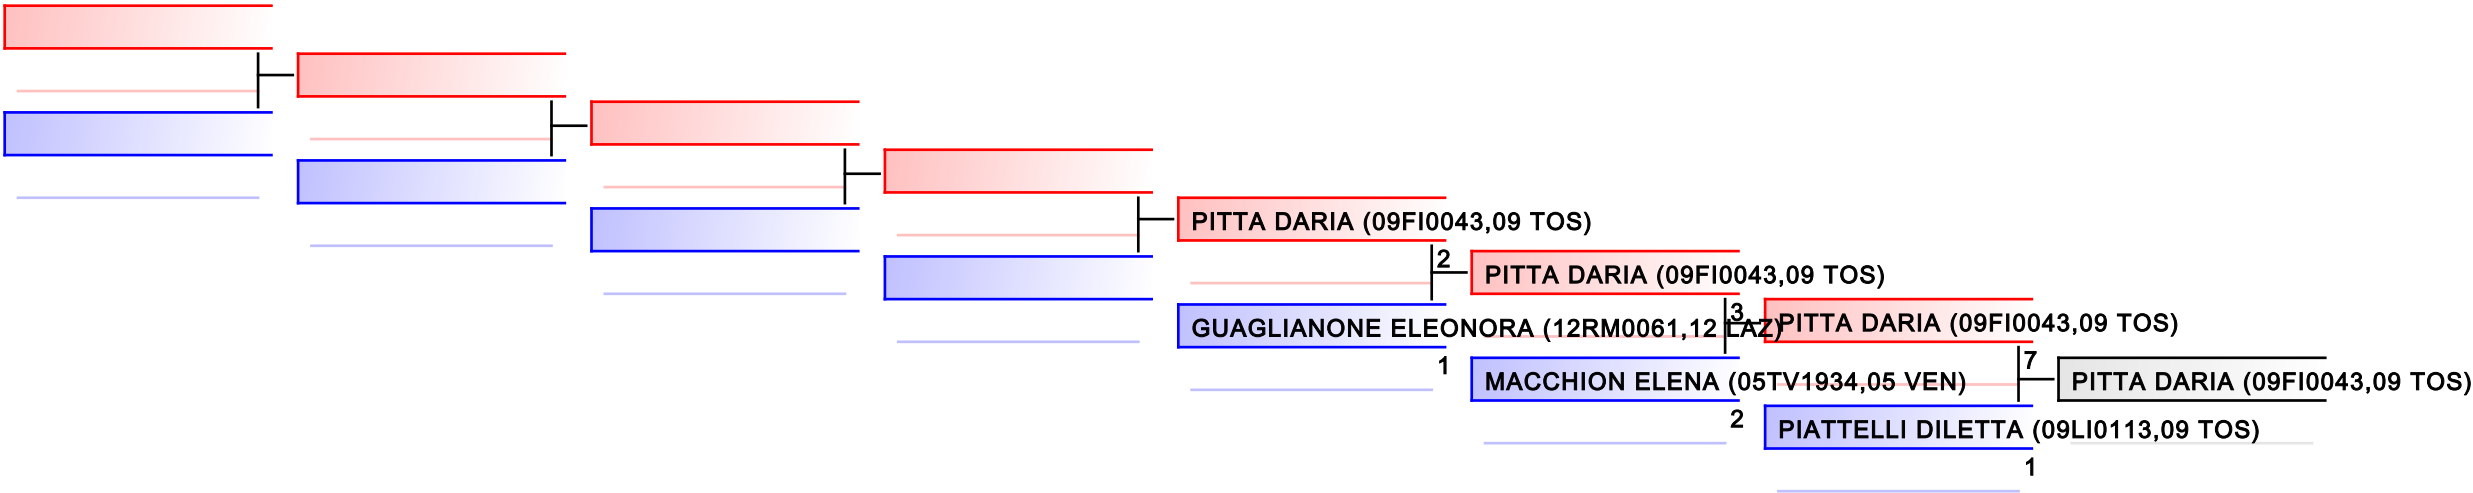 PITTA DARIA (09FI0043,09 TOS)
2
PITTA DARIA (09FI0043,09 TOS)
GUAGLIANONE ELEONORA (12RM0061,12 LAZ)
3
PITTA DARIA (09FI0043,09 TOS)
1
7
MACCHION ELENA (05TV1934,05 VEN)
PITTA DARIA (09FI0043,09 TOS)
2
PIATTELLI DILETTA (09LI0113,09 TOS)
1